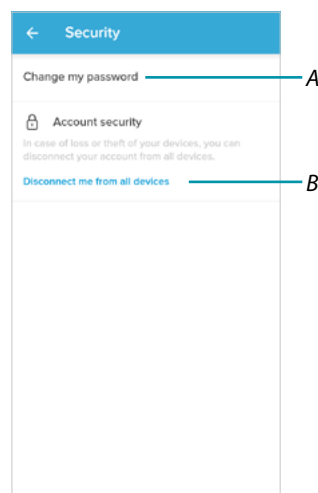 Security
Change my password
A
Account security
In case of loss or theft of your devices, you can
disconnect your account from all devices.
Disconnect me from all devices
B